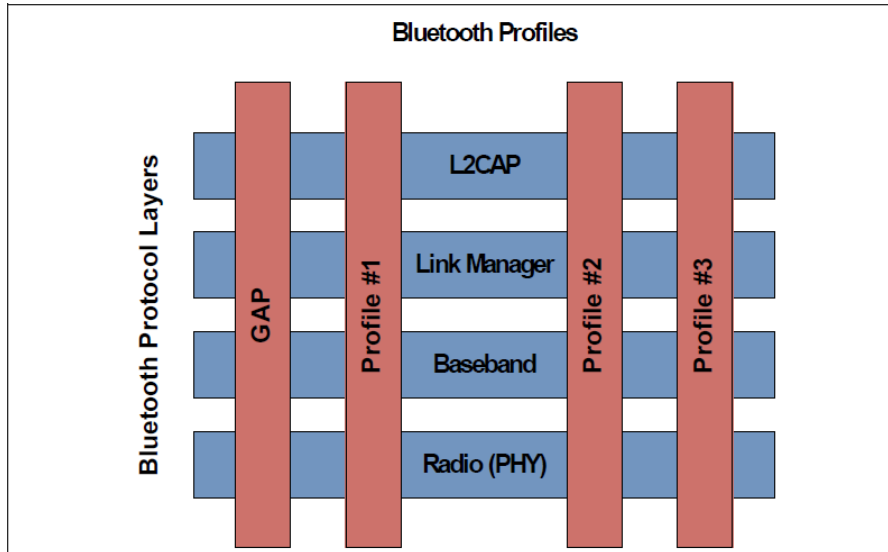 Bluetooth Profiles
Bluetooth Protocol Layers
GAP
Profile #1
Profile #2
Profile #3
L2CAP
Link Manager
Baseband
Radio (PHY)